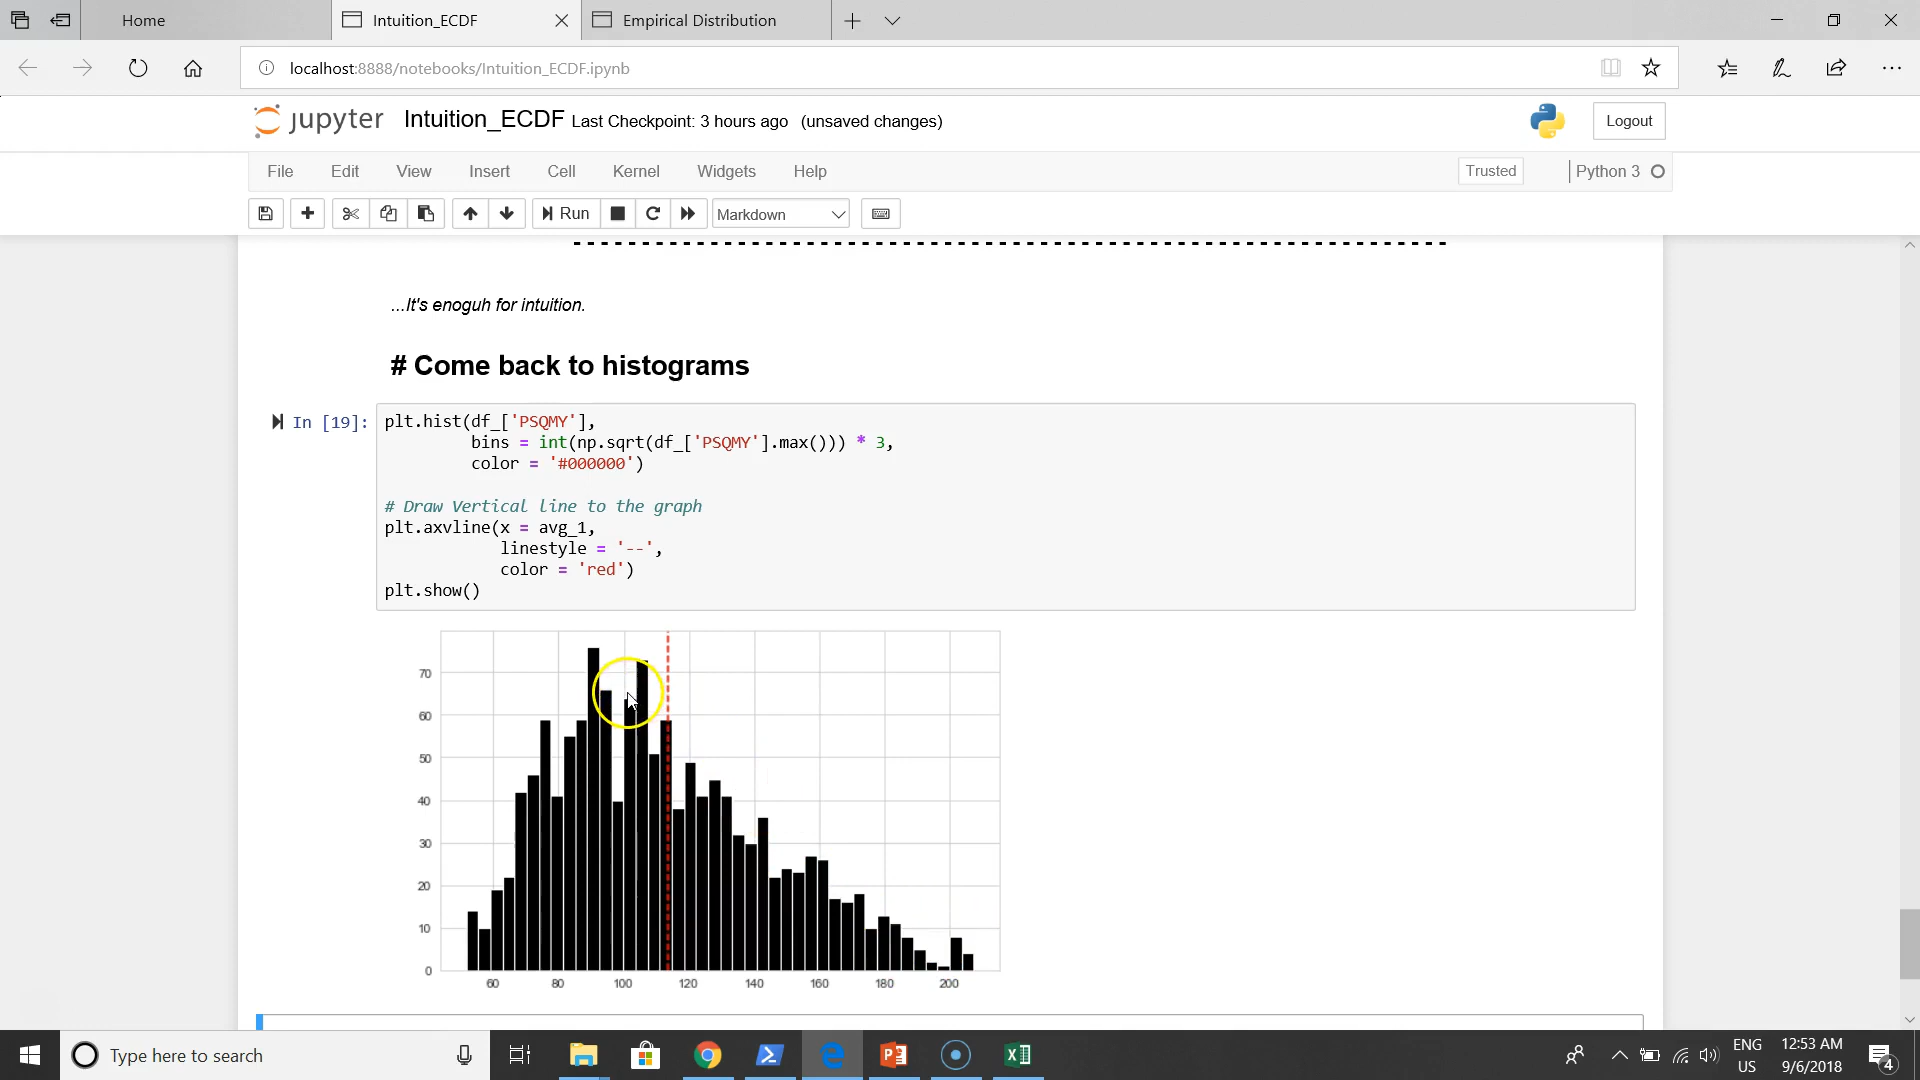 Home
Intuition_ECDF
Empirical Distribution
localhost:8888/notebooks/Intuition_ECDF.ipynb
jupyter Intuition_ECDF Last Checkpoint: 3 hours ago (unsaved changes)
Logout
File Edit View Insert Cell Kernel Widgets Help
Trusted
Python 3
Run
Markdown
...It's enoguh for intuition.
# Come back to histograms
In [19]:
plt.hist(df_['PSQMY'],
bins = int(np.sqrt(df_['PSQMY'].max())) * 3,
color = '#000000')
# Draw Vertical line to the graph
plt.axvline(x = avg_1,
linestyle = '--',
color = 'red')
plt.show()
70
60
50
40
30
20
10
0
60 80 100 120 140 160 180 200
Type here to search
ENG
US
12:53 AM
9/6/2018
4